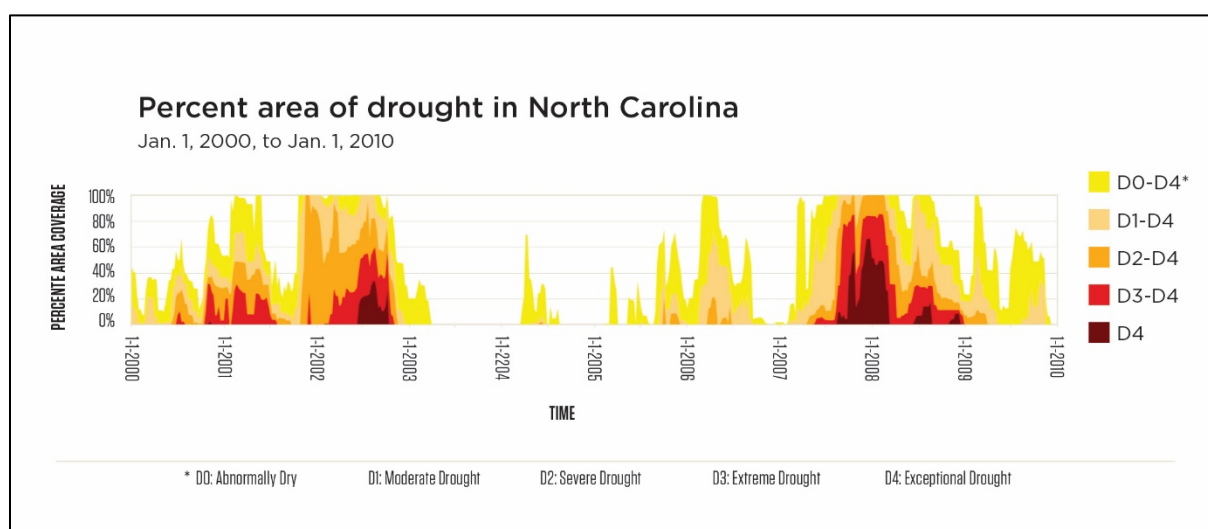 Percent area of drought in North Carolina
Jan. 1, 2000, to Jan. 1, 2010
PERCENTE AREA COVERAGE
100%
80%
60%
40%
20%
0%
D0-D4*
D1-D4
D2-D4
D3-D4
D4
1-1-2000
1-1-2001
1-1-2002
1-1-2003
1-1-2204
1-1-2005
1-1-2006
1-1-2007
1-1-2008
1-1-2009
1-1-2010
TIME
* D0: Abnormally Dry D1: Moderate Drought D2: Severe Drought D3: Extreme Drought D4: Exceptional Drought